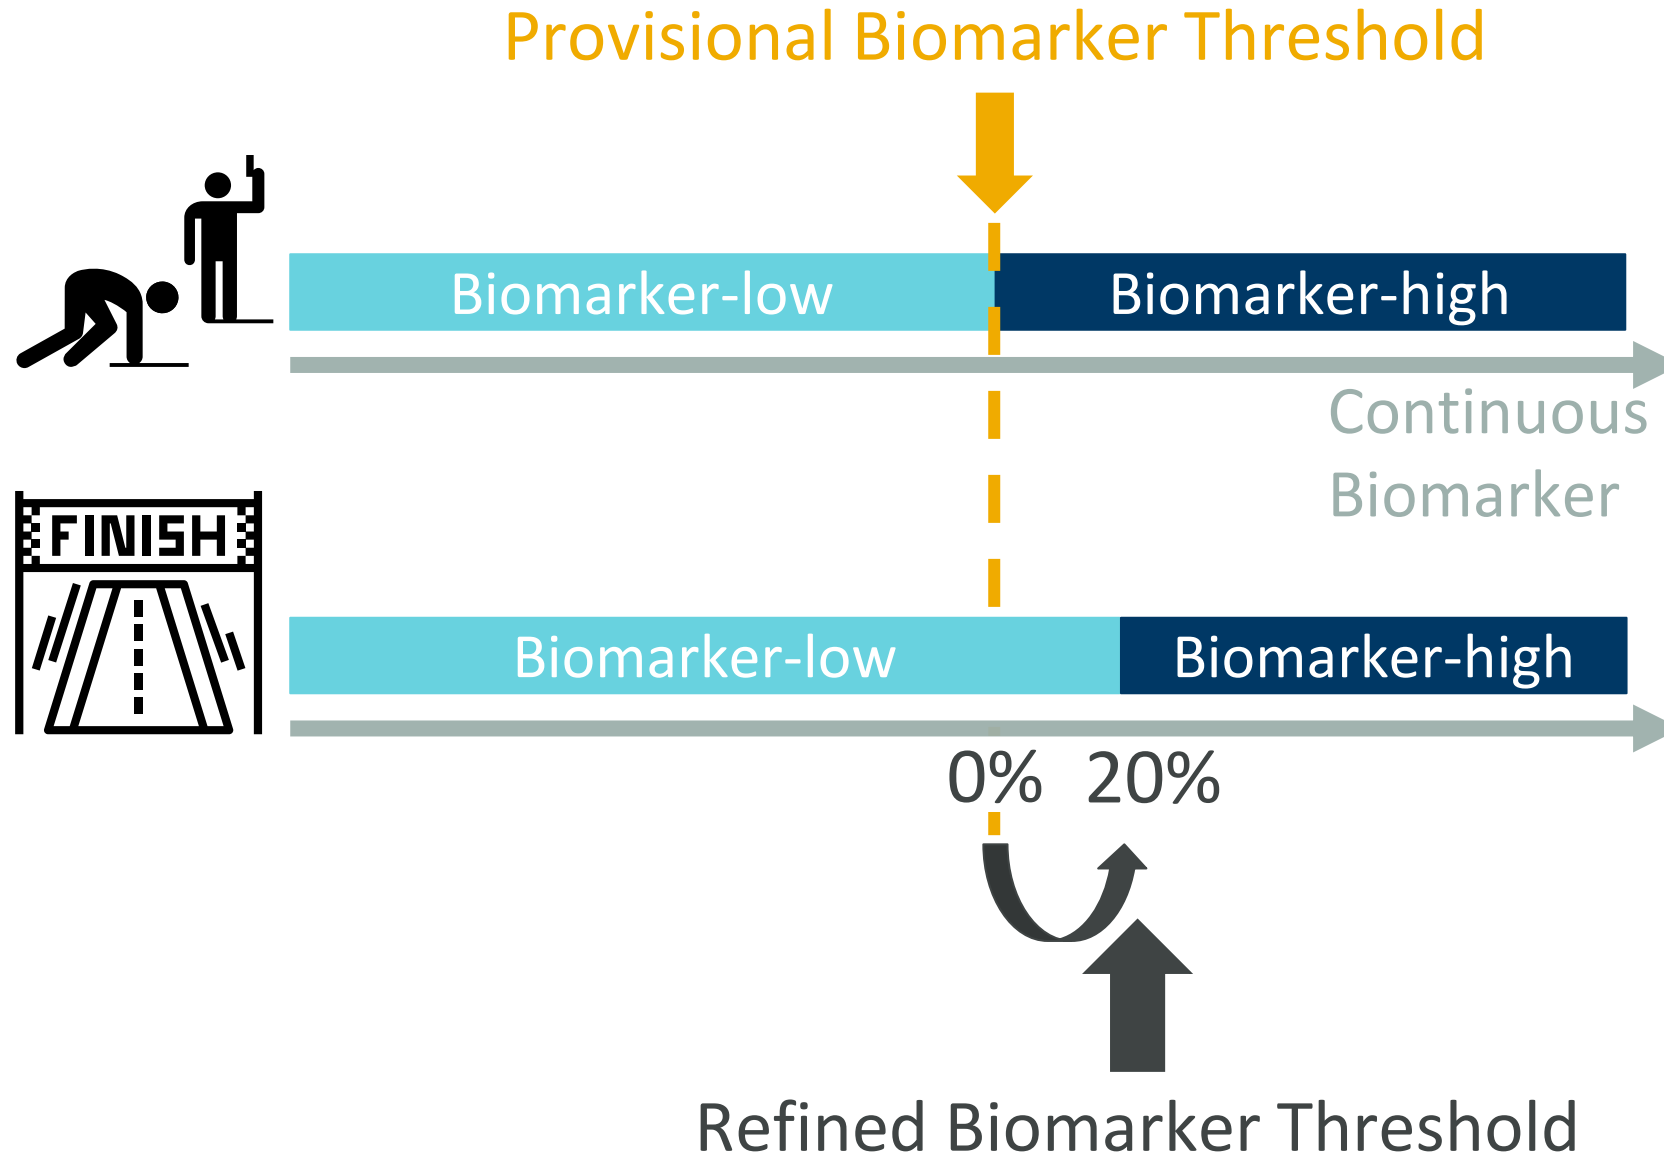 Provisional Biomarker Threshold
Biomarker-low
Biomarker-high
Continuous
Biomarker
FINISH
Biomarker-low
Biomarker-high
0%
20%
Refined Biomarker Threshold